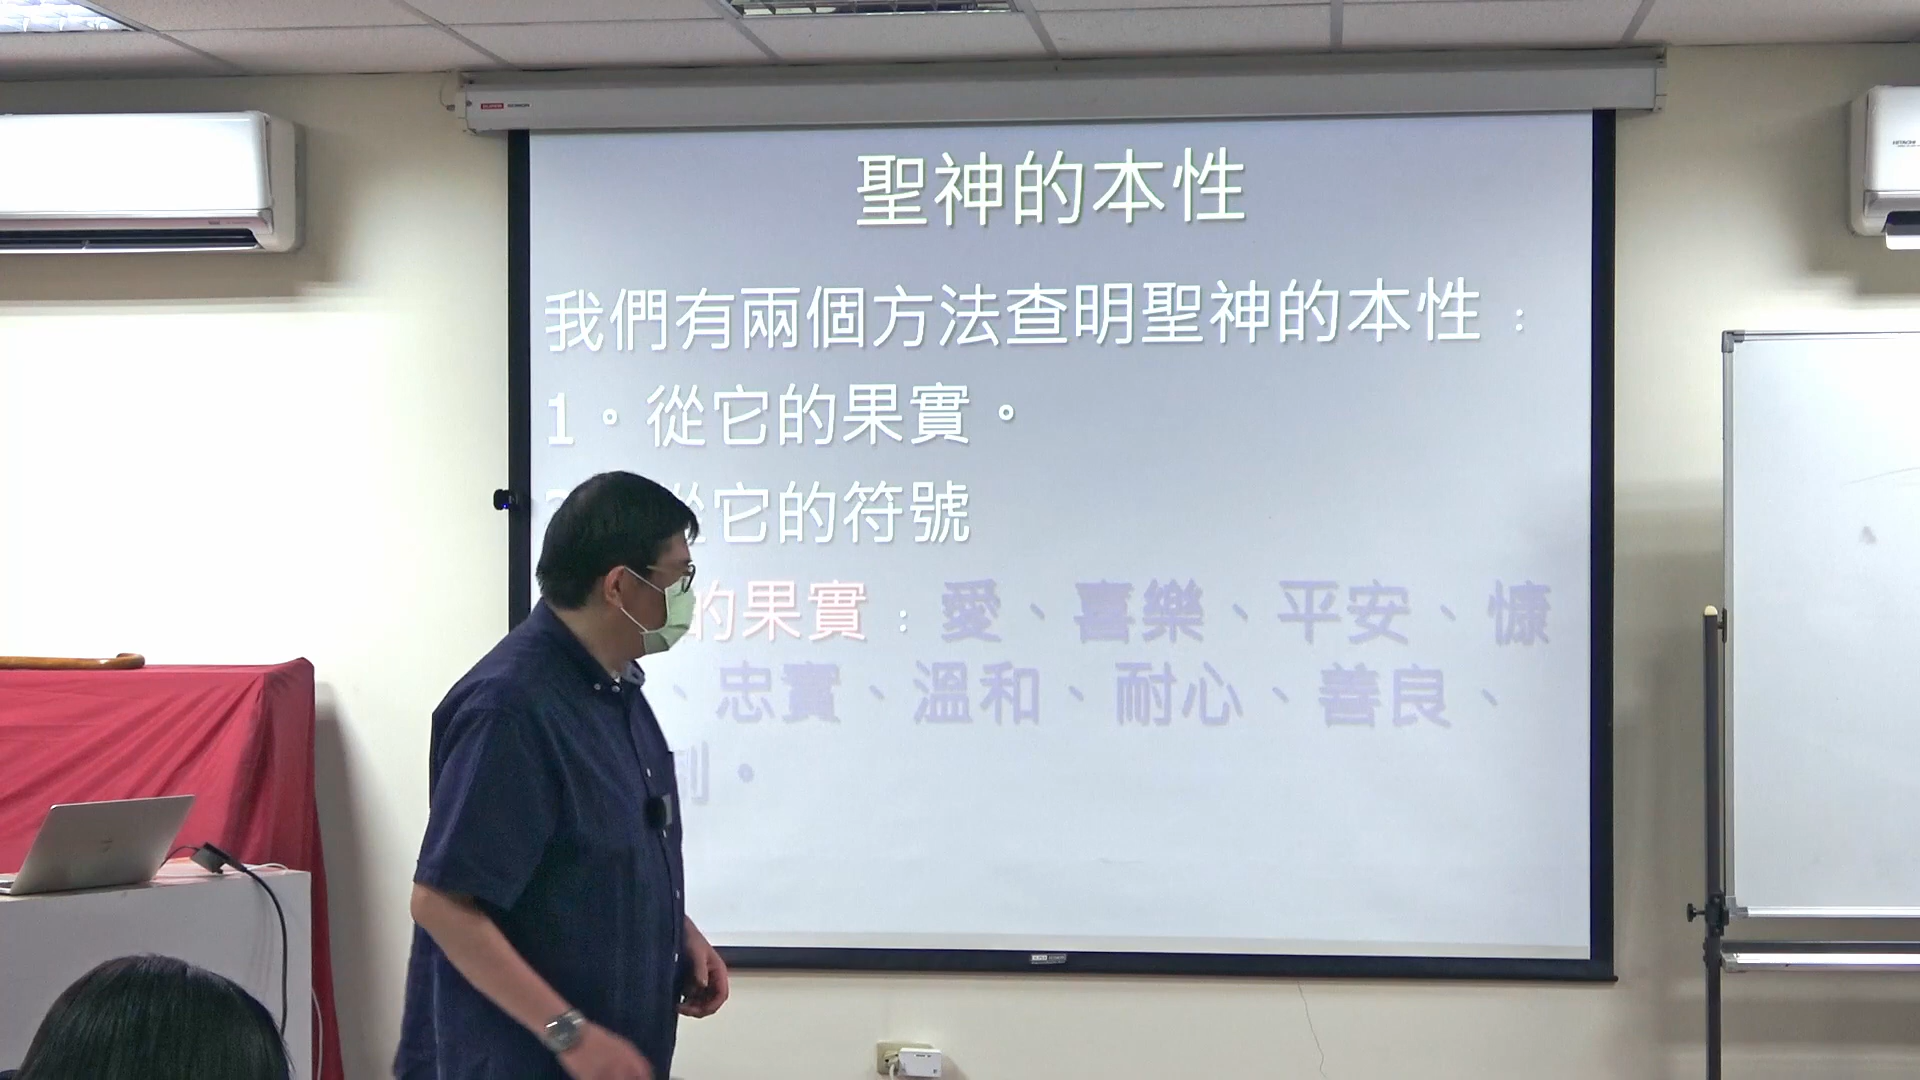 聖神的本性
我們有兩個方法查明聖神的本性：
1。從它的果實。
從它的符號
的果實：愛、喜樂、平安、慷
、忠實、溫和、耐心、善良、
制。
HITACHI